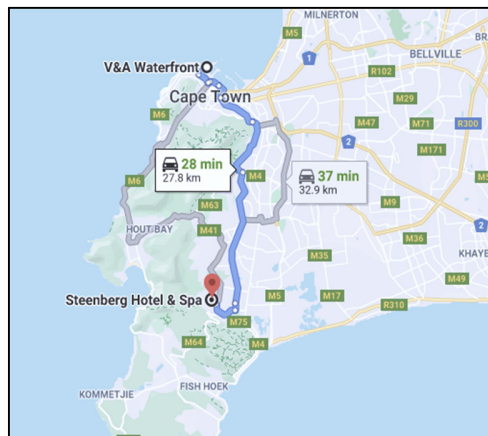 MILNERTON
M5
V&A Waterfront
BELLVILLE
1
R102
Cape Town
M29
M6
M47
M71
R300
28 min
27.8 km
M4
37 min
32.9 km
2
M171
M6
M63
M9
HOUT BAY
M41
M36
2
KHAYE
M35
M49
Steenberg Hotel & Spa
M5
M17
R310
M75
M64
M4
FISH HOEK
KOMMETJIE